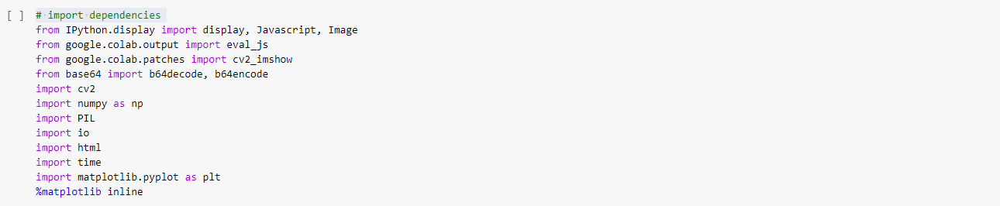 [ ] # import dependencies
from IPython.display import display, Javascript, Image
from google.colab.output import eval_js
from google.colab.patches import cv2_imshow
from base64 import b64decode, b64encode
import cv2
import numpy as np
import PIL
import io
import html
import time
import matplotlib.pyplot as plt
%matplotlib inline